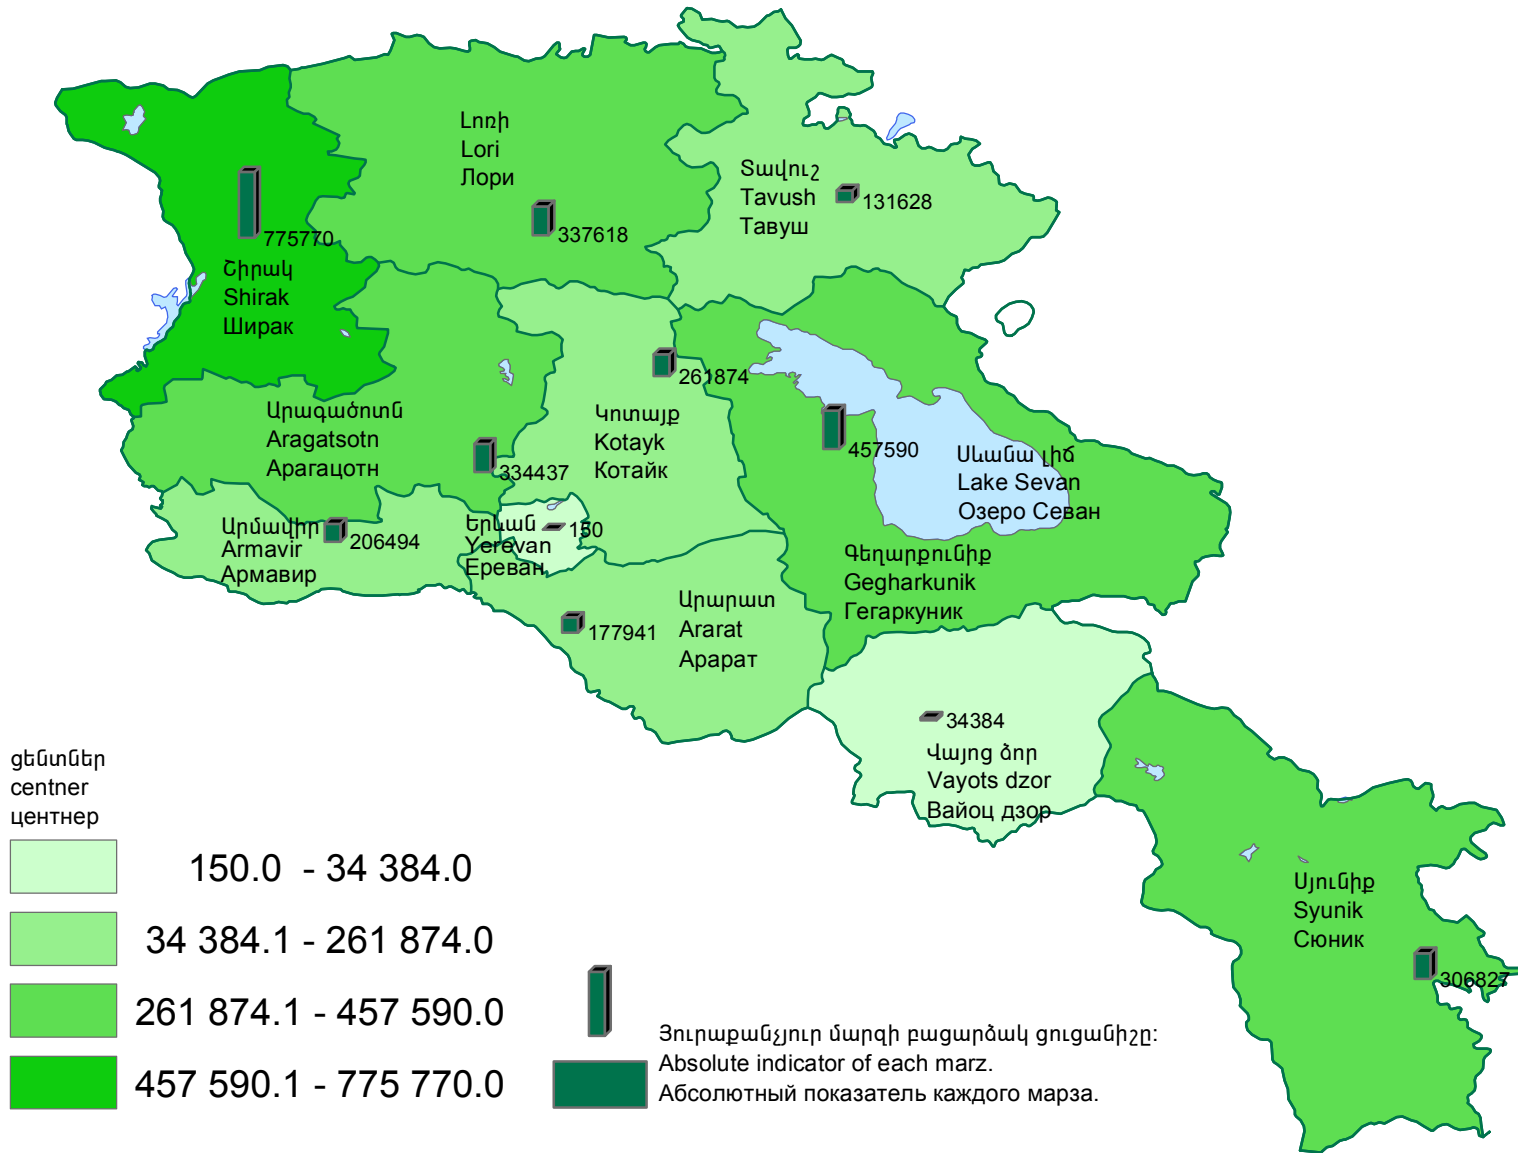 Լոռի
Lori
Лори
337618
Տավուշ
Tavush
Тавуш
131628
775770
Շիրակ
Shirak
Ширак
261874
Արագածոտն
Aragatsotn
Арагацотн
334437
Կոտայք
Kotayk
Котайк
457590
Սևանա լիճ
Lake Sevan
Озеро Севан
Արմավիր
Armavir
Армавир
206494
Երևան
Yerevan
Ереван
150
Գեղարքունիք
Gegharkunik
Гегаркуник
177941
Արարատ
Ararat
Арарат
34384
Վայոց ձոր
Vayots dzor
Вайоц дзор
Սյունիք
Syunik
Сюник
306827
ցենտներ
centner
центнер
150.0 - 34 384.0
34 384.1 - 261 874.0
261 874.1 - 457 590.0
457 590.1 - 775 770.0
Յուրաքանչյուր մարզի բացարձակ ցուցանիշը:
Absolute indicator of each marz.
Абсолютный показатель каждого марза.